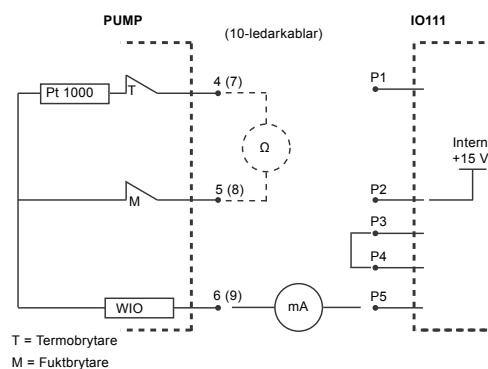 PUMP
(10-ledarkablar)
IO111
Pt 1000
T
4 (7)
P1
Ω
Intern
+15 V
M
5 (8)
P2
P3
P4
WIO
6 (9)
mA
P5
T = Termobrytare
M = Fuktbrytare